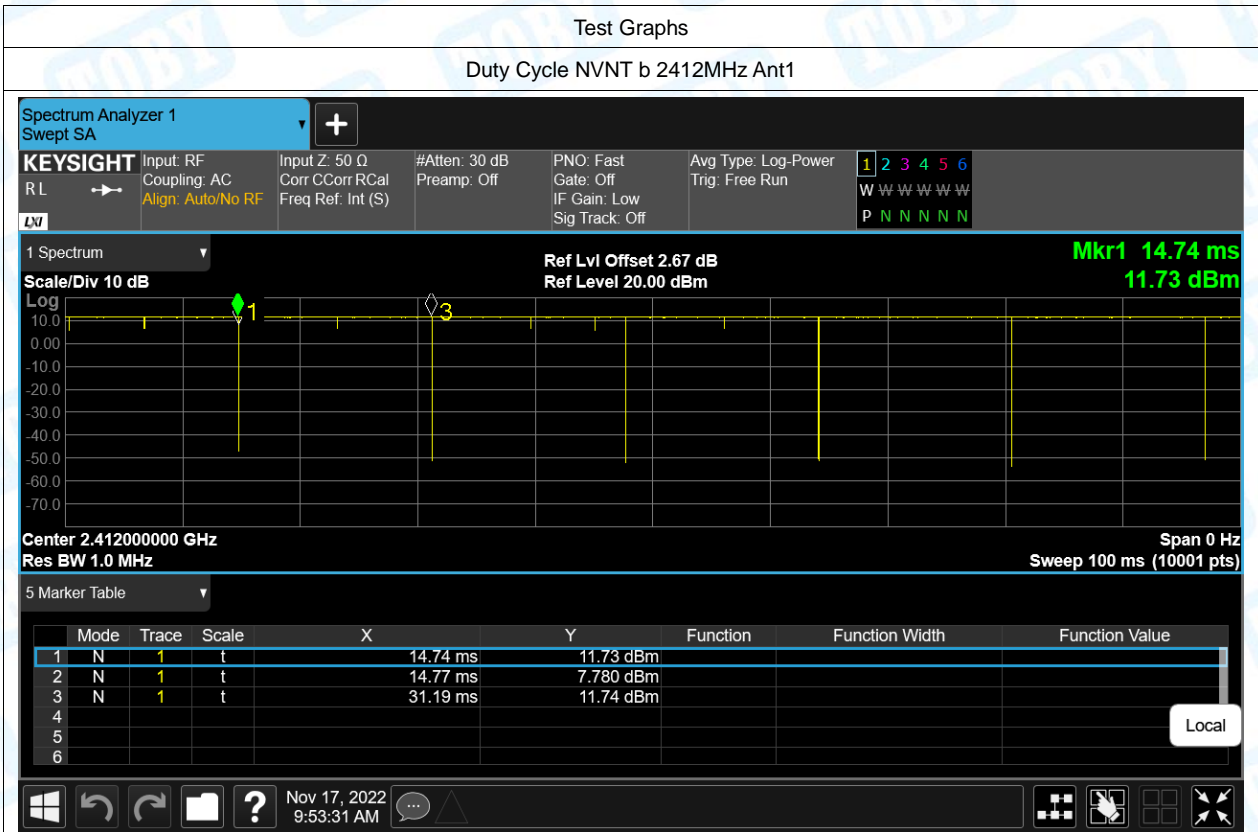 Test Graphs
Duty Cycle NVNT b 2412MHz Ant1
Spectrum Analyzer 1
Swept SA
KEYSIGHT Input: RF Input Z: 50 Ω #Atten: 30 dB PNO: Fast Avg Type: Log-Power 1 2 3 4 5 6
R L Coupling: AC Corr CCorr RCal Preamp: Off Gate: Off Trig: Free Run
Align: Auto/No RF Freq Ref: Int (S) IF Gain: Low W W W W W W
LXI Sig Track: Off P N N N N N
1 Spectrum Ref Lvl Offset 2.67 dB Mkr1 14.74 ms
Scale/Div 10 dB Ref Level 20.00 dBm 11.73 dBm
Log 1 3
10.0
0.00
-10.0
-20.0
-30.0
-40.0
-50.0
-60.0
-70.0
Center 2.412000000 GHz Span 0 Hz
Res BW 1.0 MHz Sweep 100 ms (10001 pts)
5 Marker Table
Mode Trace Scale X Y Function Function Width Function Value
1 N 1 t 14.74 ms 11.73 dBm
2 N 1 t 14.77 ms 7.780 dBm
3 N 1 t 31.19 ms 11.74 dBm
4
5
6
Local
? Nov 17, 2022
9:53:31 AM
TOBY